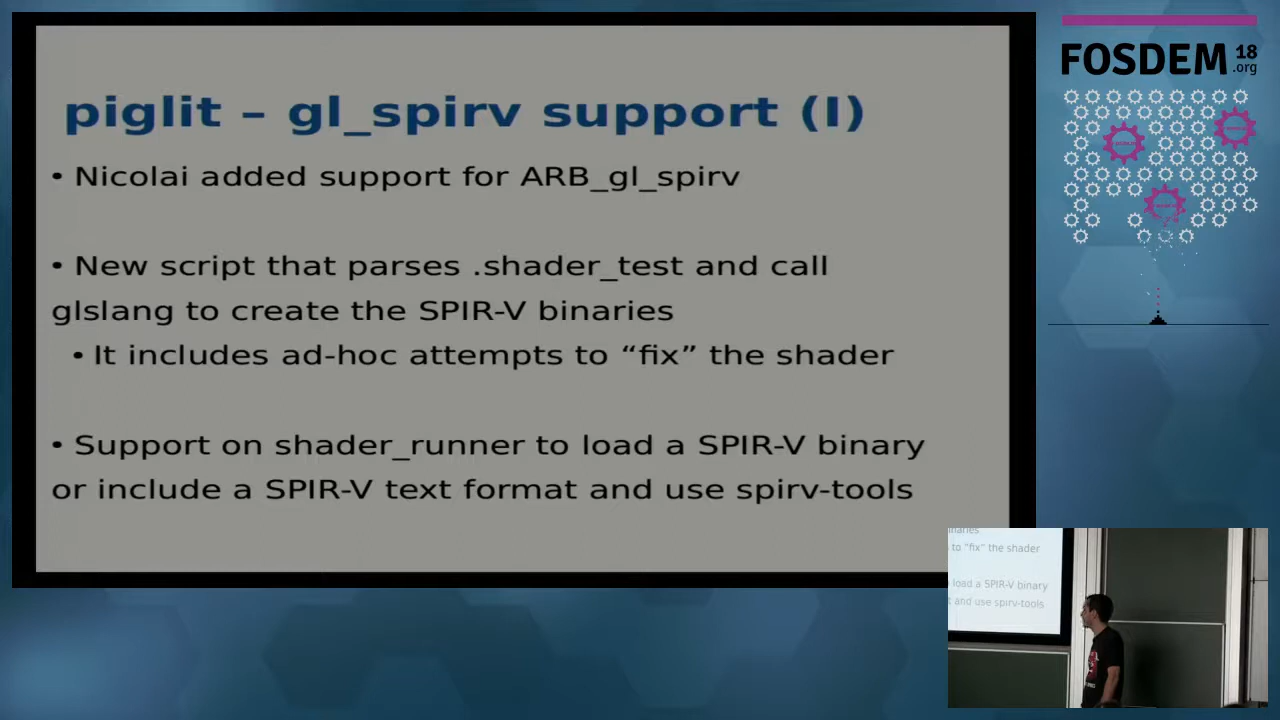 piglit – gl_spirv support (I)
• Nicolai added support for ARB_gl_spirv
• New script that parses .shader_test and call
glslang to create the SPIR-V binaries
• It includes ad-hoc attempts to “fix” the shader
• Support on shader_runner to load a SPIR-V binary
or include a SPIR-V text format and use spirv-tools
FOSDEM 18
.org
to “fix” the shader
load a SPIR-V binary
and use spirv-tools